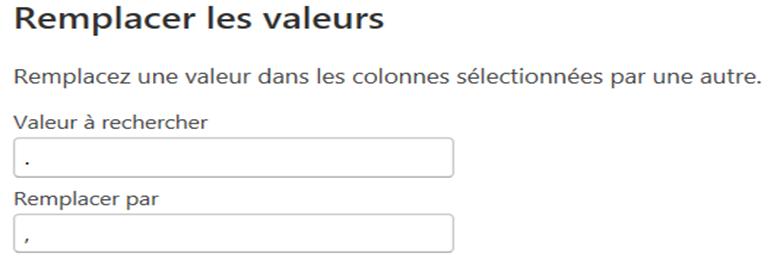 Remplacer les valeurs
Remplacez une valeur dans les colonnes sélectionnées par une autre.
Valeur à rechercher
.
Remplacer par
,